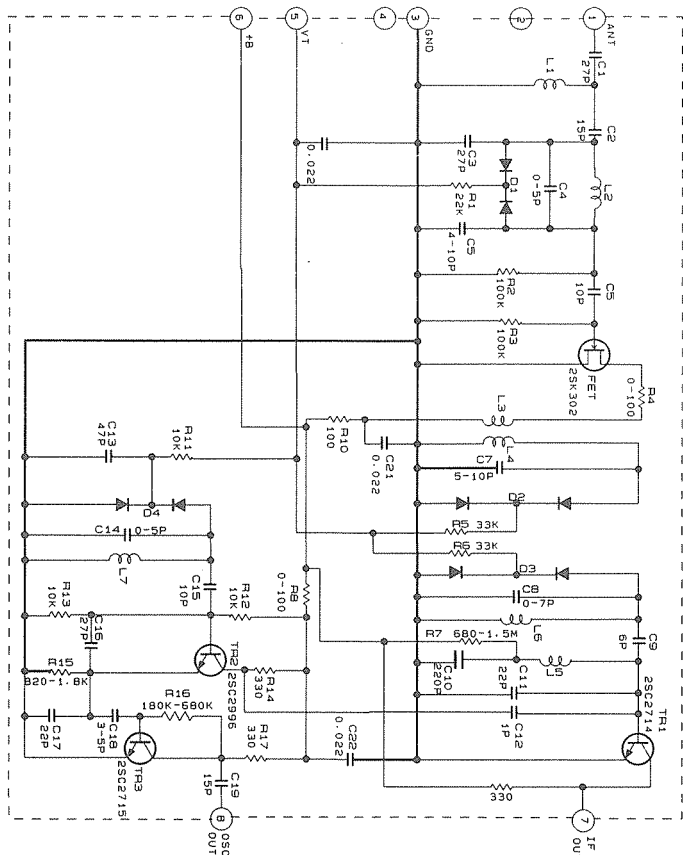 6
5
4
3
2
1
+B
VT
GND
ANT
C1
27P
L1
C2
15P
0.022
C3
27P
D1
C4
0-5P
L2
R1
22K
C5
4-10P
R2
100K
C5
10P
R3
100K
FET
2SK302
R4
0-100
L3
R10
100
C21
0.022
L4
C7
5-10P
C13
47P
R11
10K
D2
D4
R5 33K
C14
0-5P
R6 33K
L7
D3
C15
10P
R8
0-100
C8
0-7P
R13
10K
C16
27P
R12
10K
L6
C9
6P
R7 680-1.5M
TR2
2SC2996
L5
R15
820-1.8K
R14
330
C10
220P
C11
22P
2SC2714
TR1
R16
180K-680K
C12
1P
C17
22P
C18
3-5P
R17
330
C22
0.022
TR3
2SC2715
C19
15P
330
8
OSC
OUT
7
IF
OU